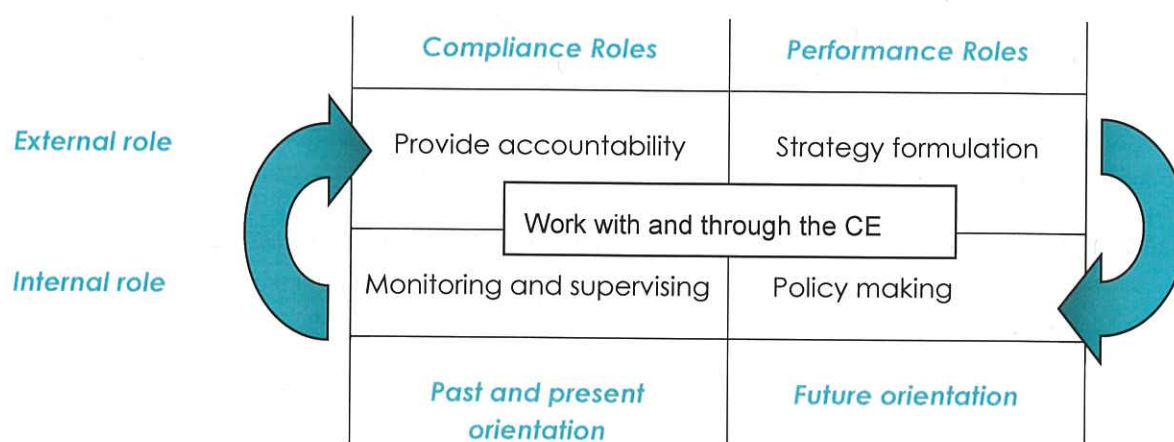 Compliance Roles Performance Roles
External role Provide accountability Strategy formulation
Work with and through the CE
Internal role Monitoring and supervising Policy making
Past and present Future orientation
orientation